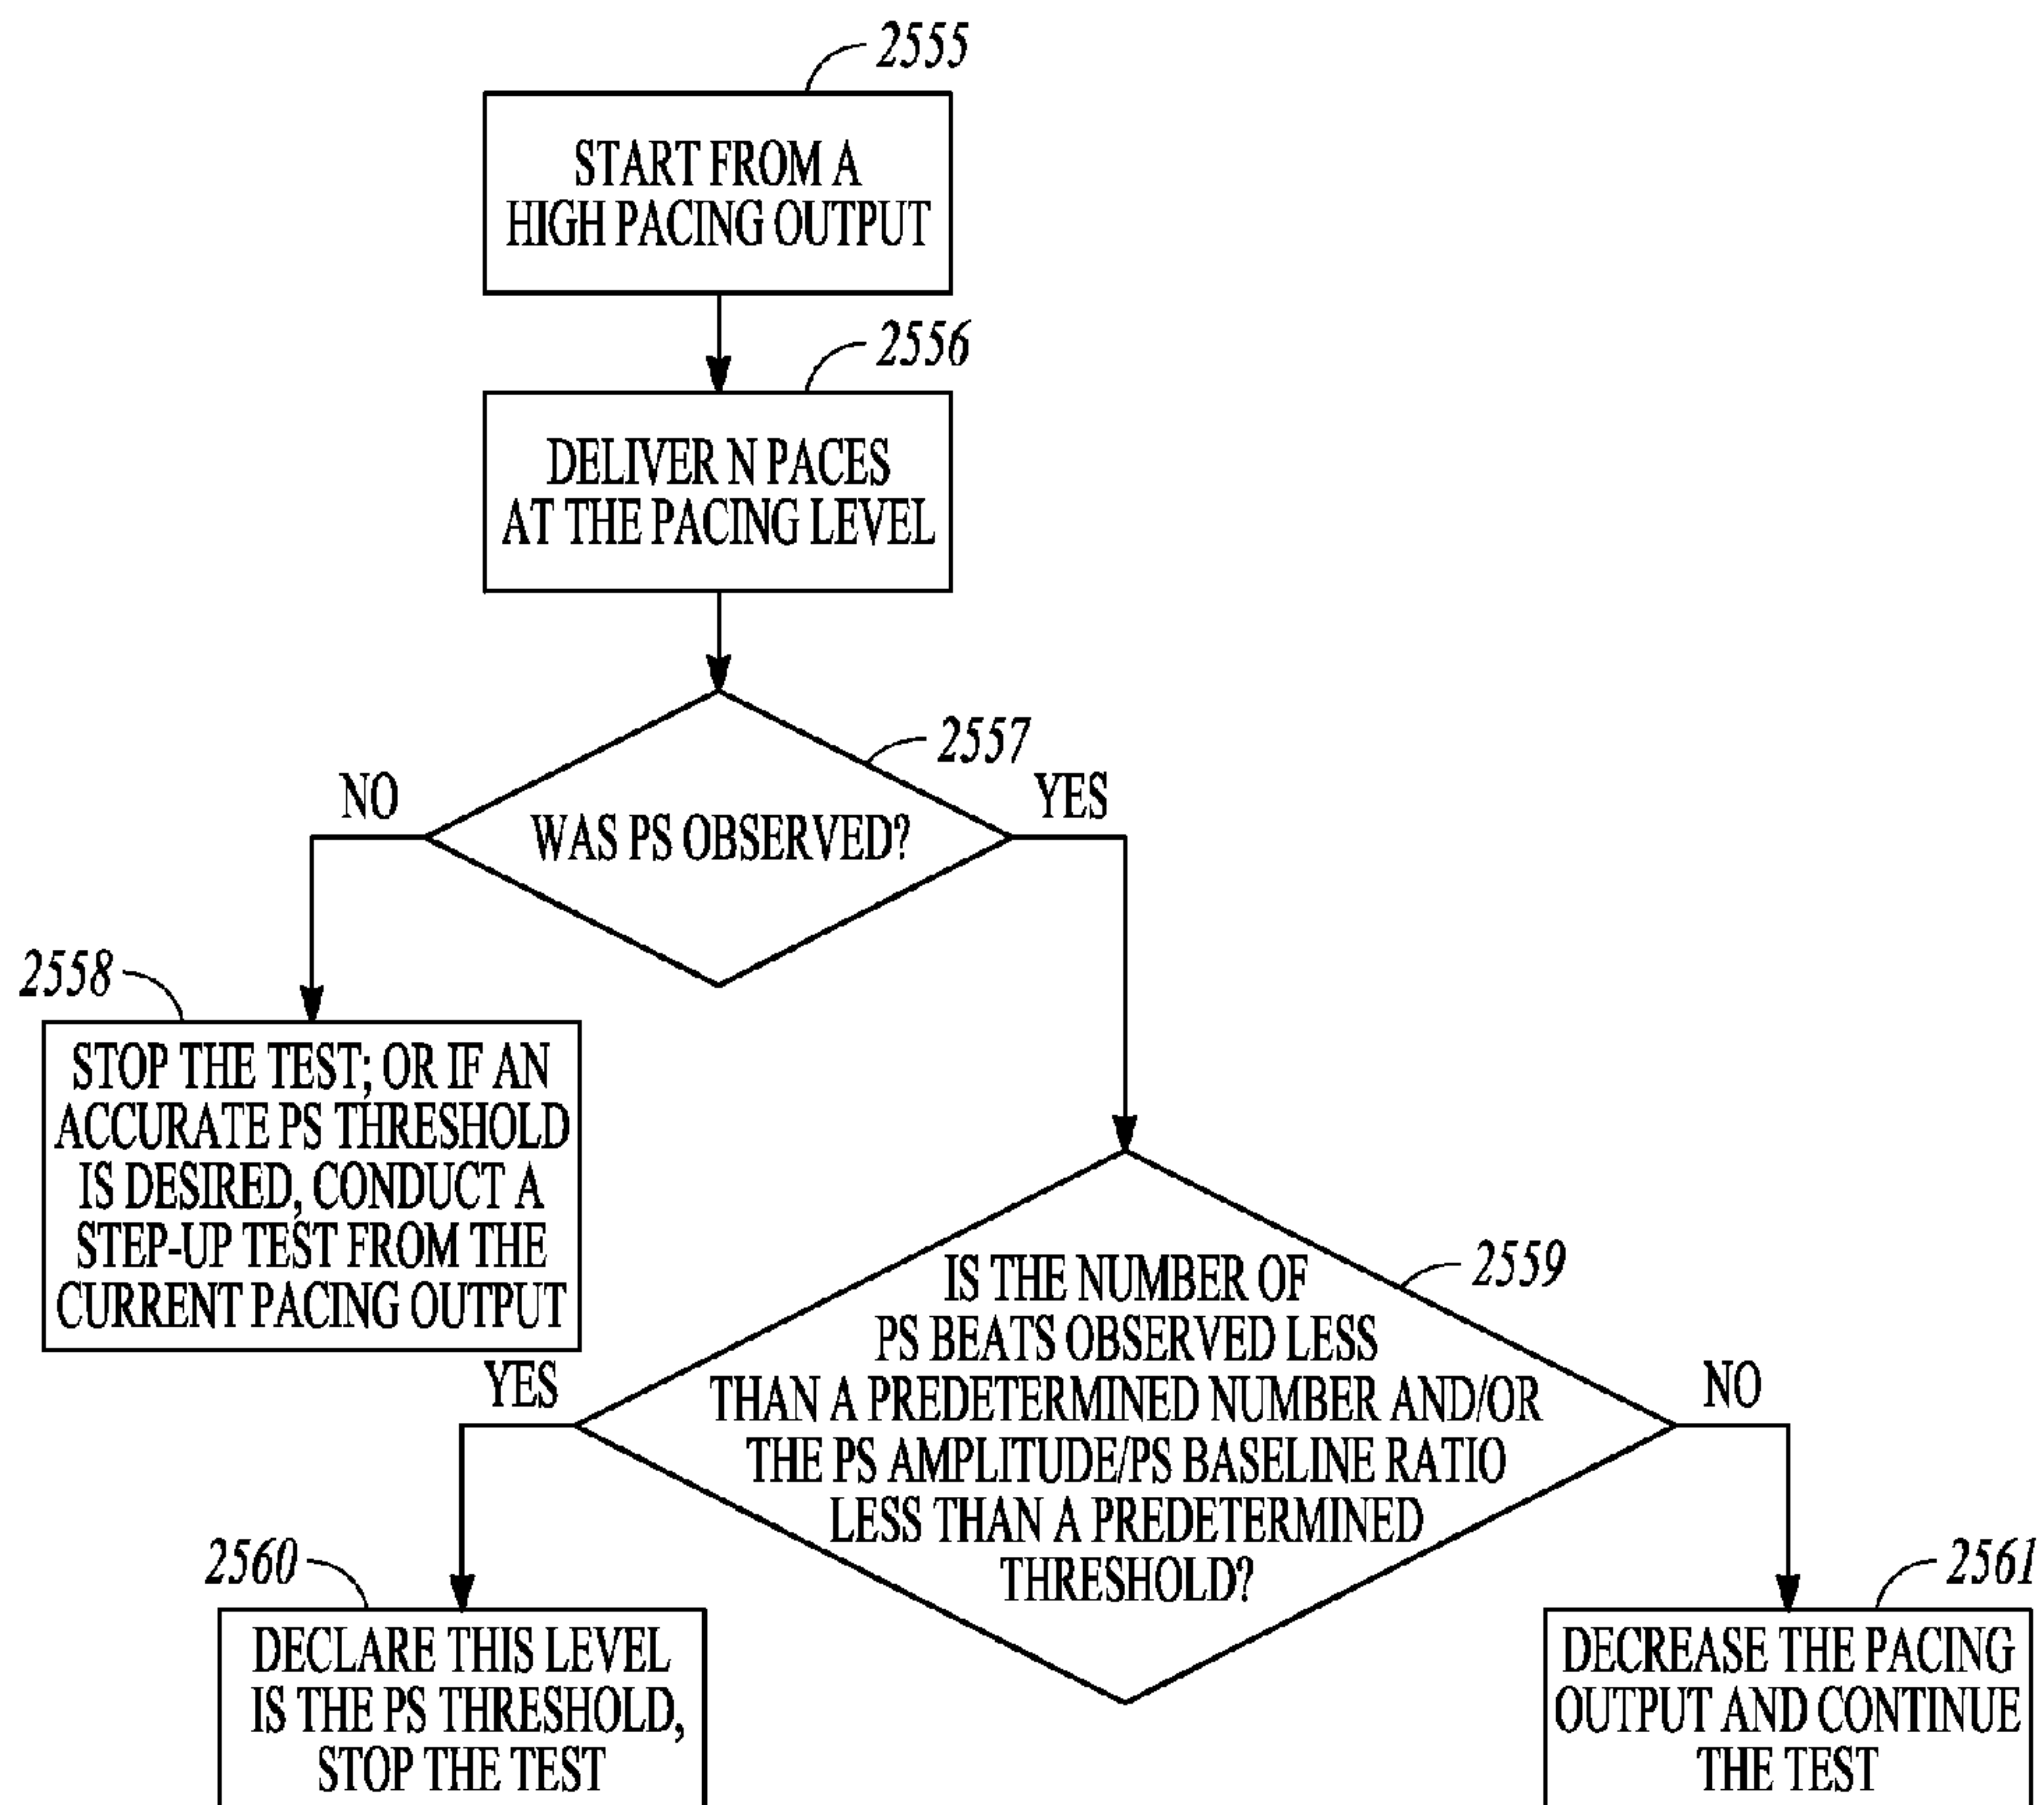 2555
START FROM A
HIGH PACING OUTPUT
2556
DELIVER N PACES
AT THE PACING LEVEL
2557
NO
YES
WAS PS OBSERVED?
2558
STOP THE TEST; OR IF AN
ACCURATE PS THRESHOLD
IS DESIRED, CONDUCT A
STEP-UP TEST FROM THE
CURRENT PACING OUTPUT
2559
IS THE NUMBER OF
PS BEATS OBSERVED LESS
THAN A PREDETERMINED NUMBER AND/OR
THE PS AMPLITUDE/PS BASELINE RATIO
LESS THAN A PREDETERMINED
THRESHOLD?
YES
NO
2560
DECLARE THIS LEVEL
IS THE PS THRESHOLD,
STOP THE TEST
2561
DECREASE THE PACING
OUTPUT AND CONTINUE
THE TEST